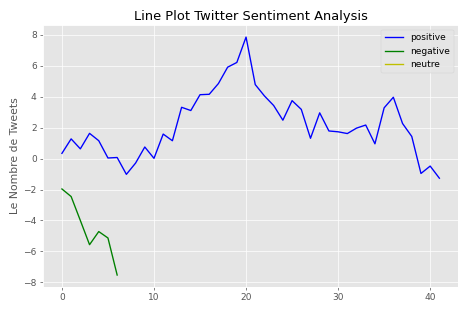 Line Plot Twitter Sentiment Analysis
positive
negative
neutre
Le Nombre de Tweets
8
6
4
2
0
−2
−4
−6
−8
0 10 20 30 40